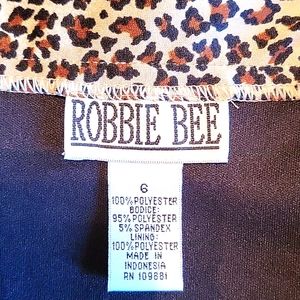 ROBBIE BEE
6
100% POLYESTER
BODICE:
95% POLYESTER
5% SPANDEX
LINING:
100% POLYESTER
MADE IN
INDONESIA
RN 109881